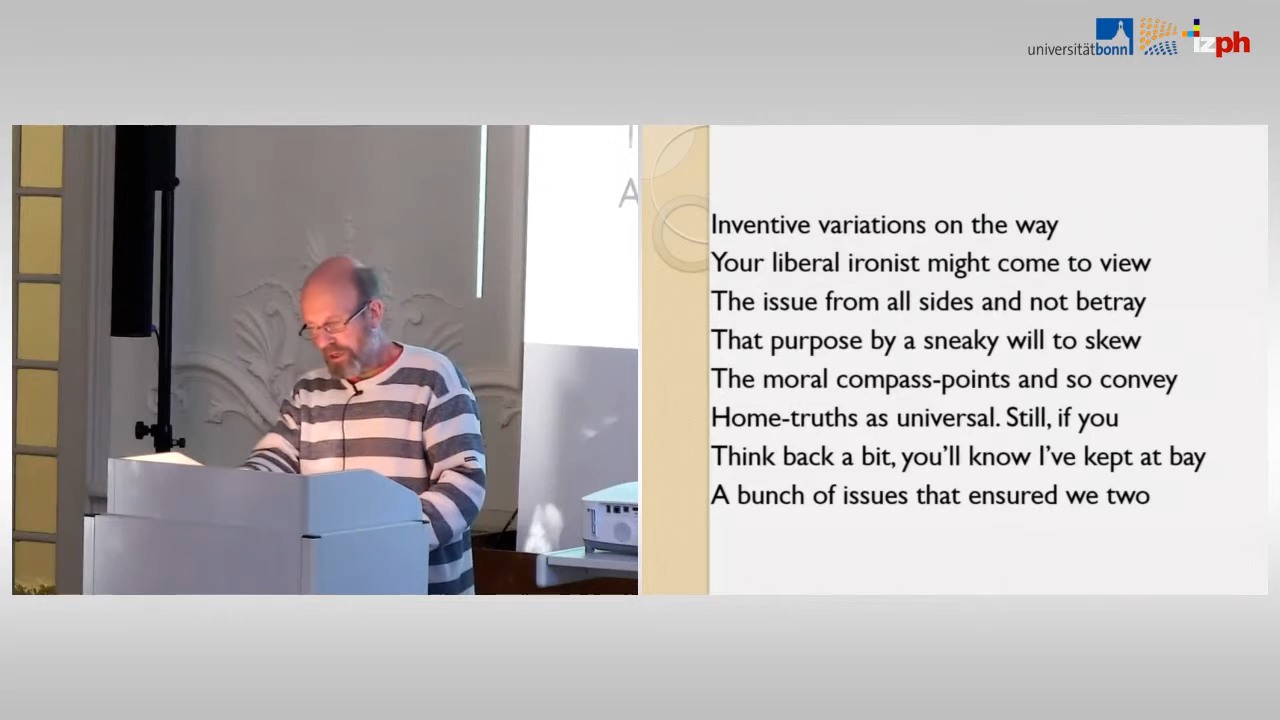 universitätbonn
izph
A
Inventive variations on the way
Your liberal ironist might come to view
The issue from all sides and not betray
That purpose by a sneaky will to skew
The moral compass-points and so convey
Home-truths as universal. Still, if you
Think back a bit, you'll know I've kept at bay
A bunch of issues that ensured we two